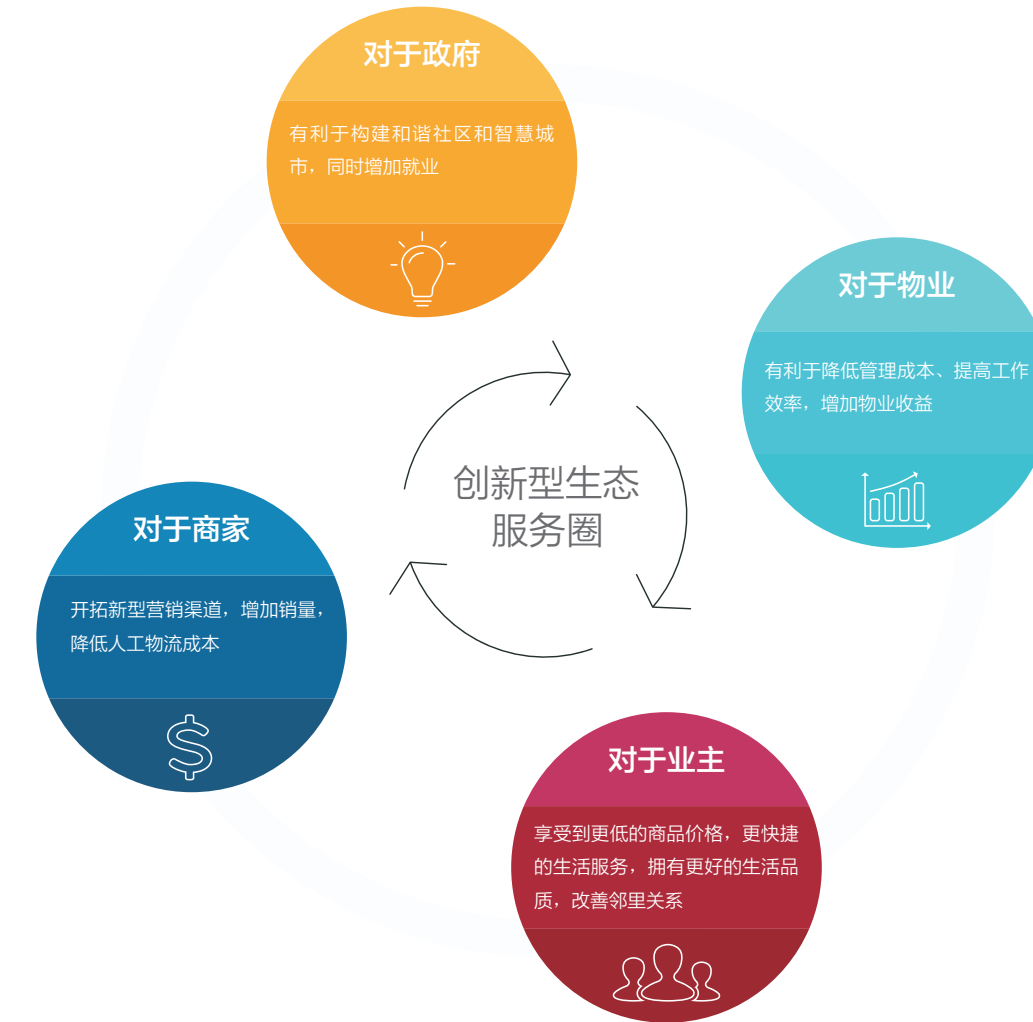 对于政府
有利于构建和谐社区和智慧城
市，同时增加就业
对于物业
有利于降低管理成本、提高工作
效率，增加物业收益
创新型生态
服务圈
对于商家
开拓新型营销渠道，增加销量，
降低人工物流成本
对于业主
享受到更低的商品价格，更快捷
的生活服务，拥有更好的生活品
质，改善邻里关系